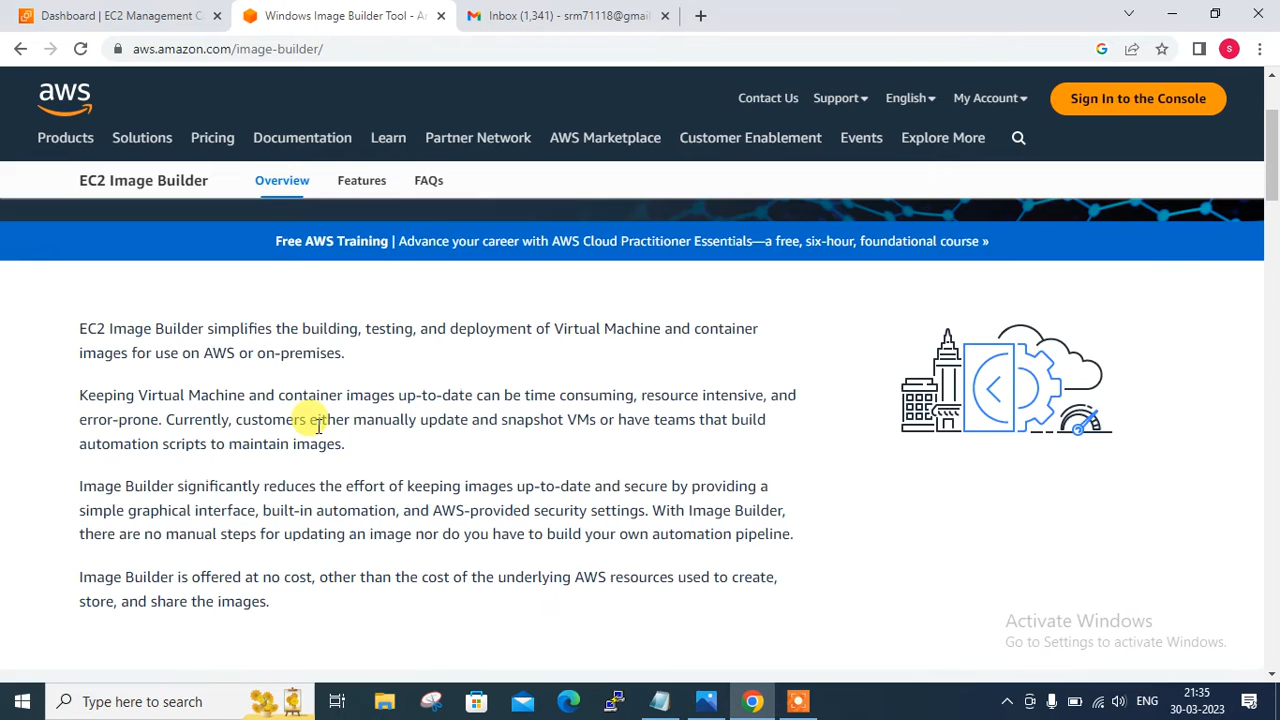 Dashboard | EC2 Management C
Windows Image Builder Tool - A
Inbox (1,341) - srm71118@gmail
aws.amazon.com/image-builder/
S
aws
Contact Us
Support
English
My Account
Sign In to the Console
Products
Solutions
Pricing
Documentation
Learn
Partner Network
AWS Marketplace
Customer Enablement
Events
Explore More
EC2 Image Builder
Overview
Features
FAQs
Free AWS Training | Advance your career with AWS Cloud Practitioner Essentials—a free, six-hour, foundational course »
EC2 Image Builder simplifies the building, testing, and deployment of Virtual Machine and container
images for use on AWS or on-premises.
Keeping Virtual Machine and container images up-to-date can be time consuming, resource intensive, and
error-prone. Currently, customers either manually update and snapshot VMs or have teams that build
automation scripts to maintain images.
Image Builder significantly reduces the effort of keeping images up-to-date and secure by providing a
simple graphical interface, built-in automation, and AWS-provided security settings. With Image Builder,
there are no manual steps for updating an image nor do you have to build your own automation pipeline.
Image Builder is offered at no cost, other than the cost of the underlying AWS resources used to create,
store, and share the images.
Activate Windows
Go to Settings to activate Windows.
Type here to search
ENG
21:35
30-03-2023